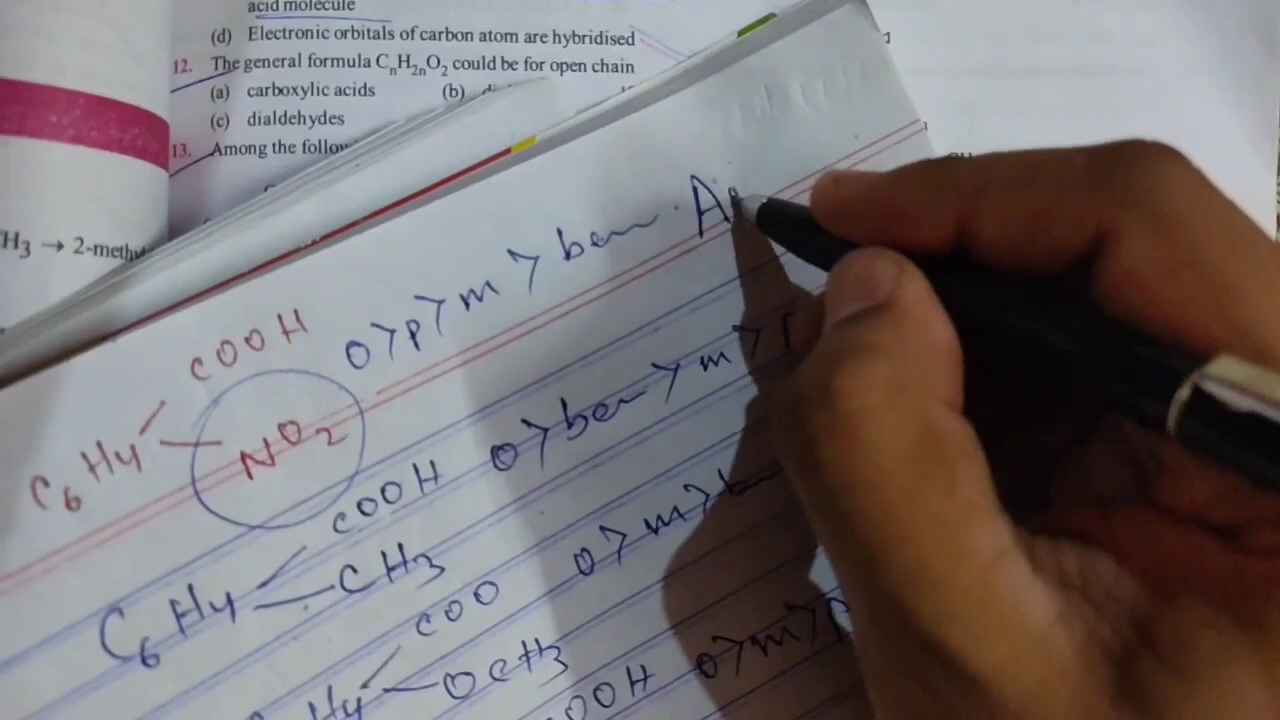 acid molecule
(d) Electronic orbitals of carbon atom are hybridised
12. The general formula CₙH₂ₙO₂ could be for open chain
(a) carboxylic acids (b)
(c) dialdehydes
13. Among the follow
H₃ → 2-methy
C₆H₄ COOH NO₂ O>P>m>ben. A
C₆H₄ COOH CH₃ O>ben>m>
H₄ COO OCH₃ O>m>
OOH O>m>P